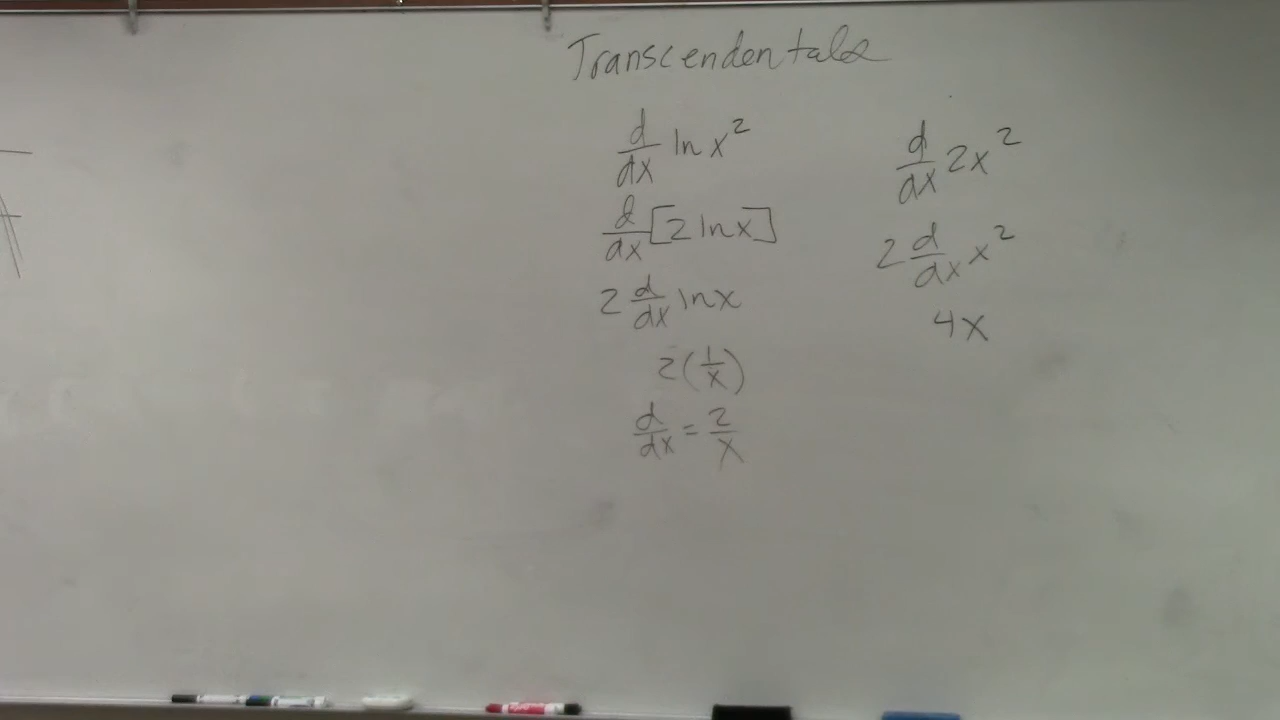 Transcendentals
d/dx ln x²
d/dx [2 ln x]
2 d/dx ln x
2(1/x)
d/dx = 2/x
d/dx 2x²
2 d/dx x²
4x